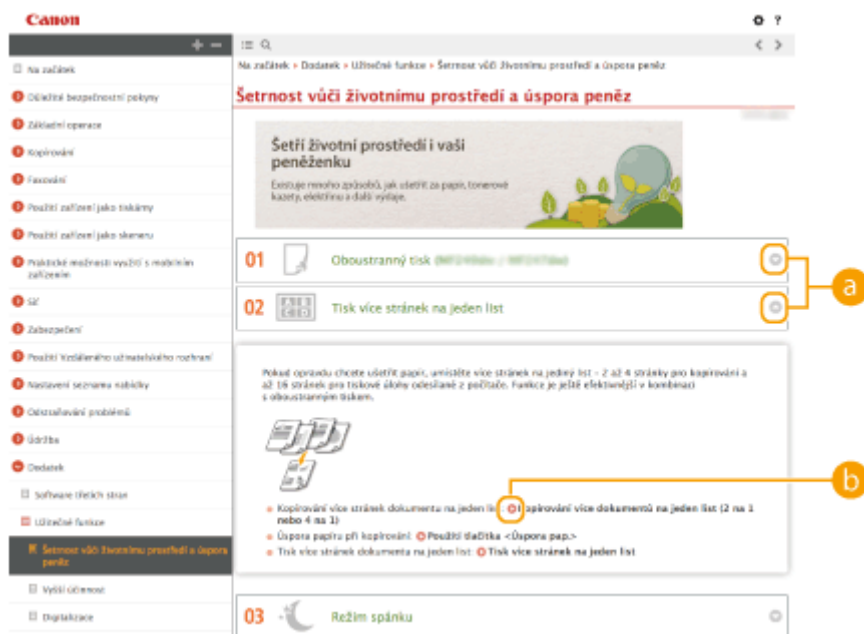 Canon
?
+ −
Na začátek
Důležité bezpečnostní pokyny
Základní operace
Kopírování
Faxování
Použití zařízení jako tiskárny
Použití zařízení jako skeneru
Praktické možnosti využití s mobilním
zařízením
Síť
Zabezpečení
Použití Vzdáleného uživatelského rozhraní
Nastavení seznamu nabídky
Odstraňování problémů
Údržba
Dodatek
Software třetích stran
Užitečné funkce
Šetrnost vůči životnímu prostředí a úspora
peněz
Vyšší účinnost
Digitalizace
Na začátek » Dodatek » Užitečné funkce » Šetrnost vůči životnímu prostředí a úspora peněz
Šetrnost vůči životnímu prostředí a úspora peněz
Šetří životní prostředí i vaši
peněženku
Existuje mnoho způsobů, jak ušetřit za papír, tonerové
kazety, elektřinu a další výdaje.
01 Oboustranný tisk
a
02 A B C D Tisk více stránek na jeden list
Pokud opravdu chcete ušetřit papír, umístěte více stránek na jediný list – 2 až 4 stránky pro kopírování a
až 16 stránek pro tiskové úlohy odesílané z počítače. Funkce je ještě efektivnější v kombinaci
s oboustranným tiskem.
b
Kopírování více stránek dokumentu na jeden list: Kopírování více dokumentů na jeden list (2 na 1
nebo 4 na 1)
Úspora papíru při kopírování: Použití tlačítka <Úspora pap.>
Tisk více stránek dokumentu na jeden list: Tisk více stránek na jeden list
03 Režim spánku